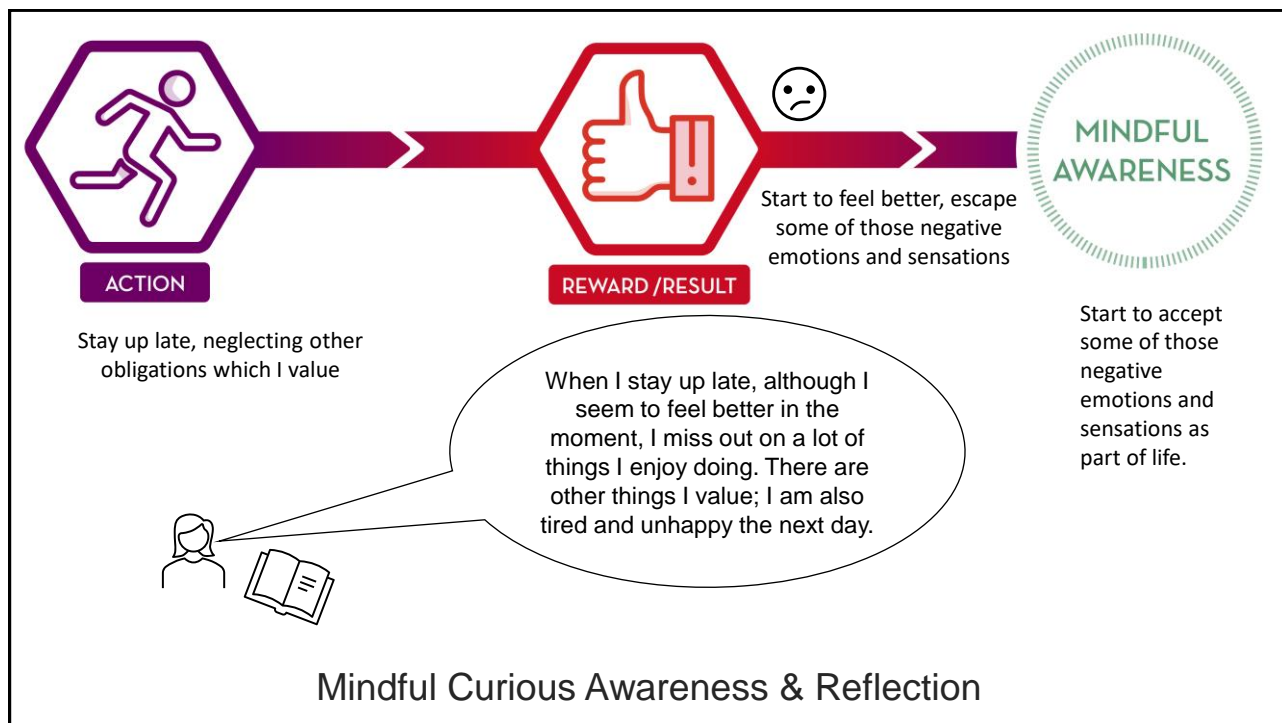 MINDFUL
AWARENESS
Start to feel better, escape
some of those negative
emotions and sensations
ACTION
REWARD /RESULT
Stay up late, neglecting other
obligations which I value
Start to accept
some of those
negative
emotions and
sensations as
part of life.
When I stay up late, although I
seem to feel better in the
moment, I miss out on a lot of
things I enjoy doing. There are
other things I value; I am also
tired and unhappy the next day.
Mindful Curious Awareness & Reflection